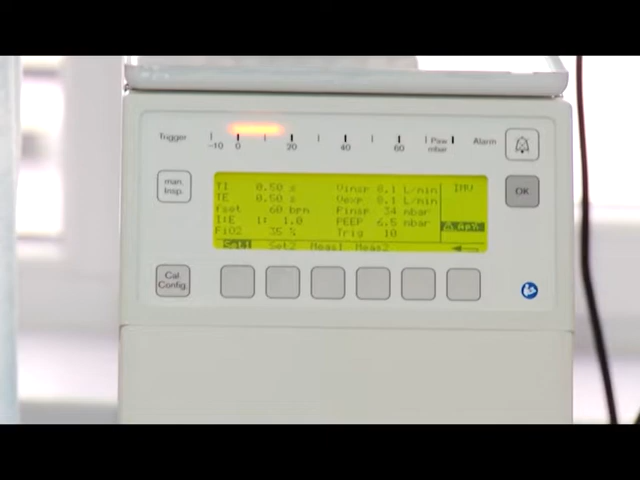 Trigger -10 0 20 40 60 Paw mbar Alarm
man. Insp.
TI 0.50 s Vinsp 8.1 L/min IMV
TE 0.50 s Vexp 8.1 L/min
fset 60 bpm Pinsp 34 mbar
I:E 1: 1.0 PEEP 6.5 mbar
FiO2 35 % Trig 10
Set1 Set2 Meas1 Meas2
OK
Cal Config